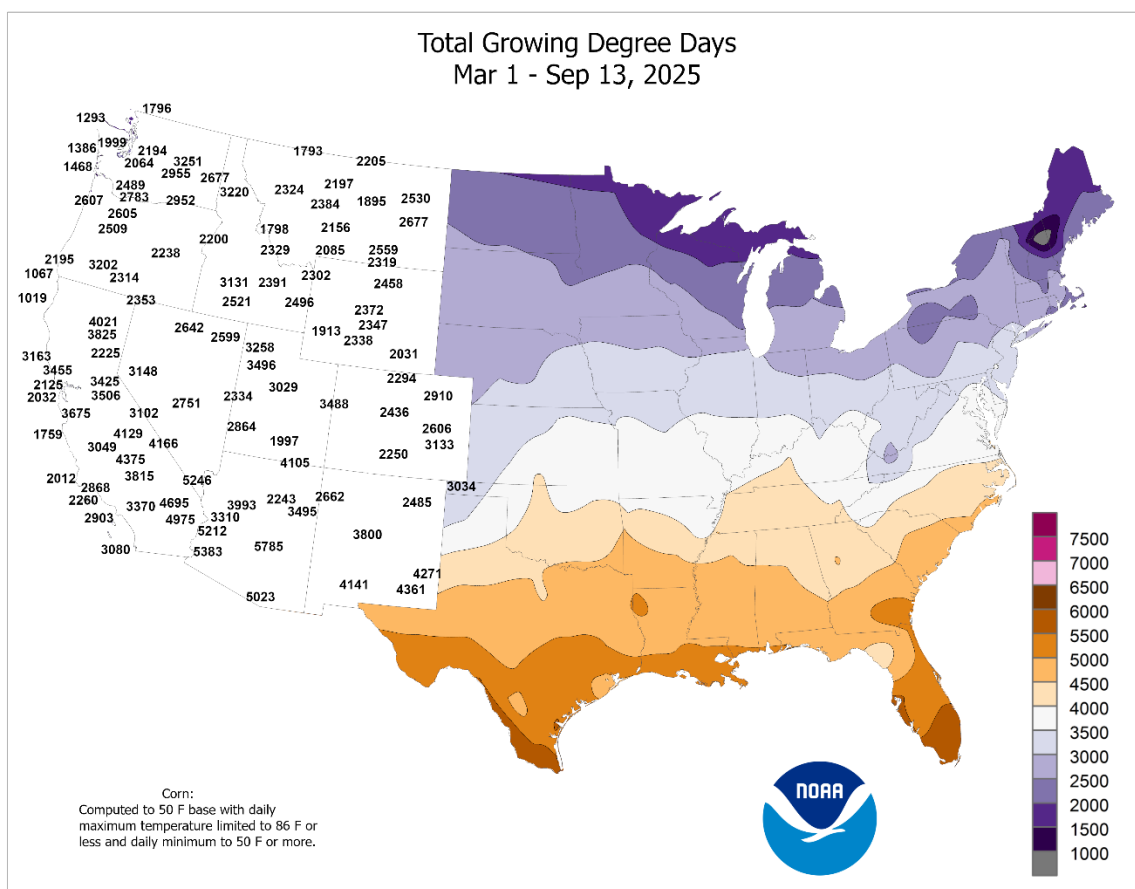 Total Growing Degree Days
Mar 1 - Sep 13, 2025
1796
1293
1386 1999 2194 1793
1468 2064 3251 2205
2955 2677
2489 3220 2324 2197
2607 2783 2952 2384 1895 2530
2605 2677
2509 1798 2156
2200 2329 2085 2559
2195 2238 2319
1067 3202 2302
2314 3131 2391 2458
1019 2353 2521 2496
2372
4021 2642 1913 2347
3825 2599 2338
3163 2225 3258 2031
3455 3148 3496 2294
2125 3425 3029 2910
2032 3506 2751 2334 3488 2436
3675 3102 2606
1759 4129 2864 3133
3049 4166 1997 2250
4375 4105
2012 3815 5246 3034
2868 2243 2662 2485
2260 3370 4695 3993 3495
2903 4975 3310
5212 3800
3080 5383 5785
4271
4141 4361
5023
7500
7000
6500
6000
5500
5000
4500
4000
3500
3000
2500
2000
1500
1000
NOAA
Corn:
Computed to 50 F base with daily
maximum temperature limited to 86 F or
less and daily minimum to 50 F or more.